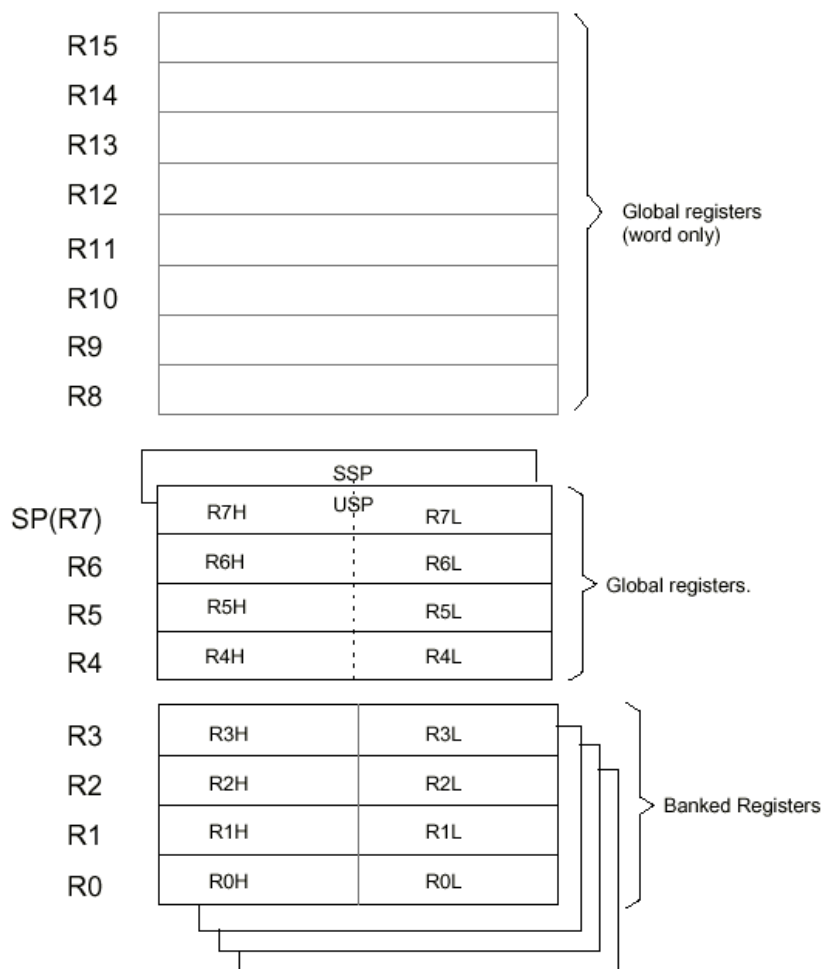 R15
R14
R13
R12
Global registers
(word only)
R11
R10
R9
R8
SSP
USP
SP(R7) R7H R7L
R6 R6H R6L
Global registers.
R5 R5H R5L
R4 R4H R4L
R3 R3H R3L
R2 R2H R2L
Banked Registers
R1 R1H R1L
R0 R0H R0L